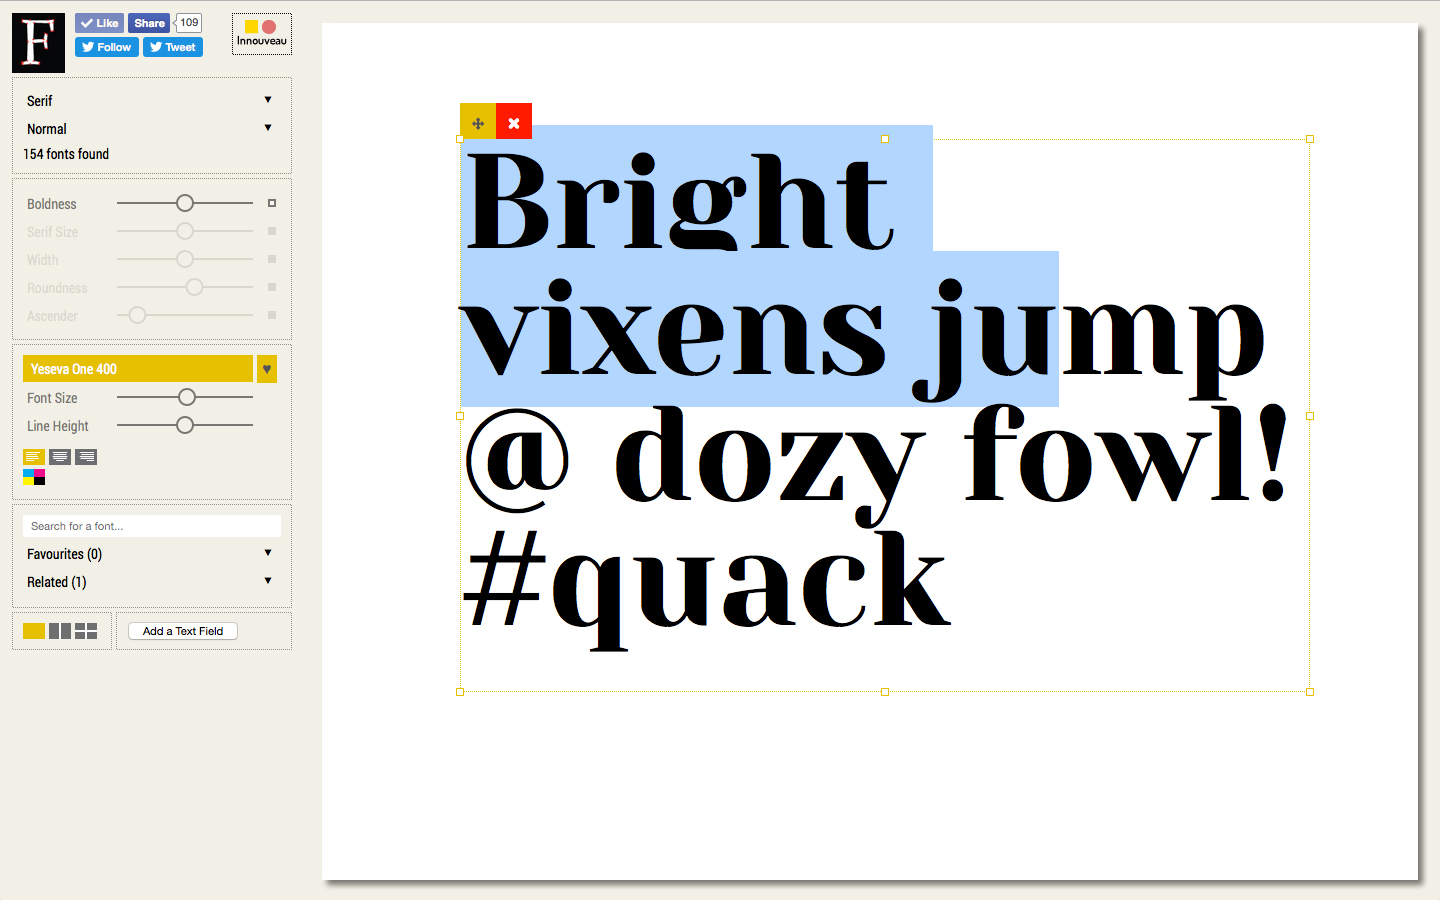 F
Like
Share
109
Follow
Tweet
Innouveau
Serif
Normal
154 fonts found
Boldness
Serif Size
Width
Roundness
Ascender
Yeseva One 400
Font Size
Line Height
Search for a font...
Favourites (0)
Related (1)
Add a Text Field
Bright
vixens jump
@ dozy fowl!
#quack